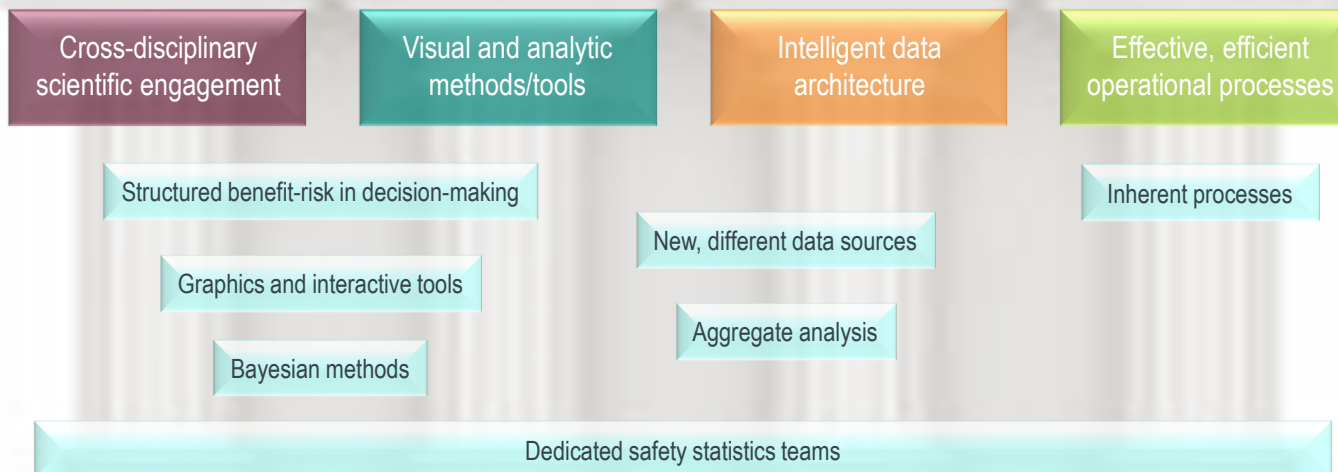 Cross-disciplinary
scientific engagement
Visual and analytic
methods/tools
Intelligent data
architecture
Effective, efficient
operational processes
Structured benefit-risk in decision-making
Inherent processes
New, different data sources
Graphics and interactive tools
Aggregate analysis
Bayesian methods
Dedicated safety statistics teams